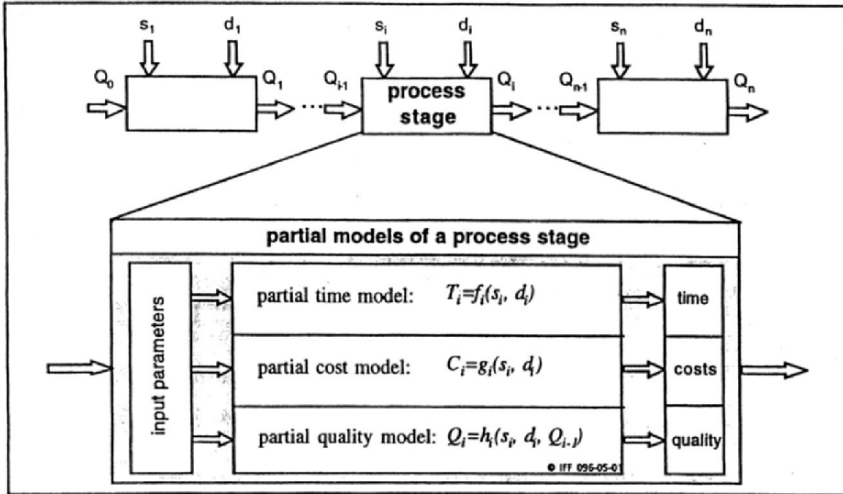 s₁ d₁ sᵢ dᵢ sₙ dₙ
Q₀ Q₁ Qᵢ₋₁ Qᵢ Qₙ₋₁ Qₙ
process
stage
partial models of a process stage
input parameters
partial time model: Tᵢ=fᵢ(sᵢ, dᵢ) time
partial cost model: Cᵢ=gᵢ(sᵢ, dᵢ) costs
partial quality model: Qᵢ=hᵢ(sᵢ, dᵢ, Qᵢ₋₁) quality
© IFF 096-05-01